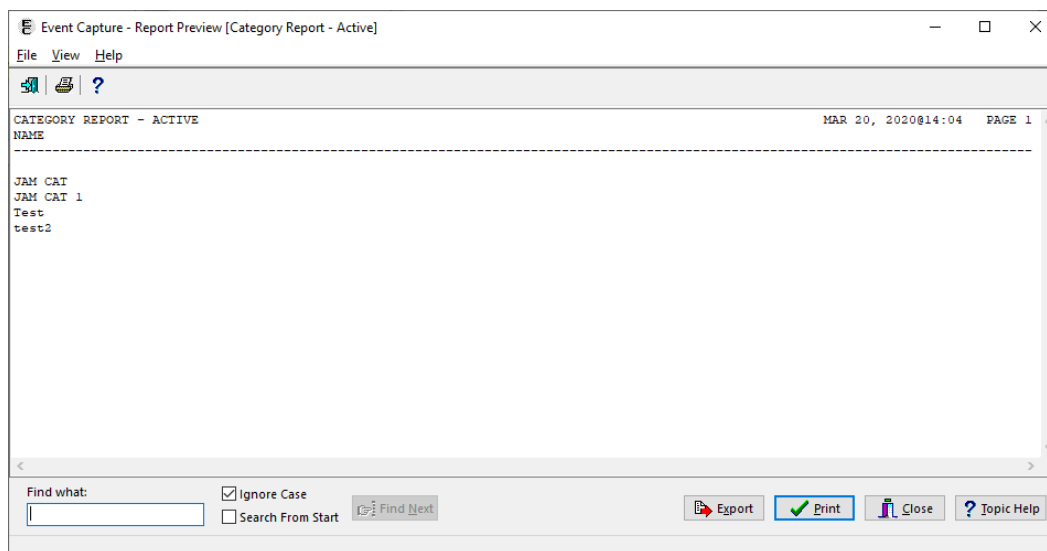 Event Capture - Report Preview [Category Report - Active]
File View Help
?
CATEGORY REPORT - ACTIVE MAR 20, 2020@14:04 PAGE 1
NAME
--------------------------------------------------------------------------------------------------------------------------------
JAM CAT
JAM CAT 1
Test
test2
Find what:
Ignore Case
Search From Start
Find Next
Export Print Close ? Topic Help